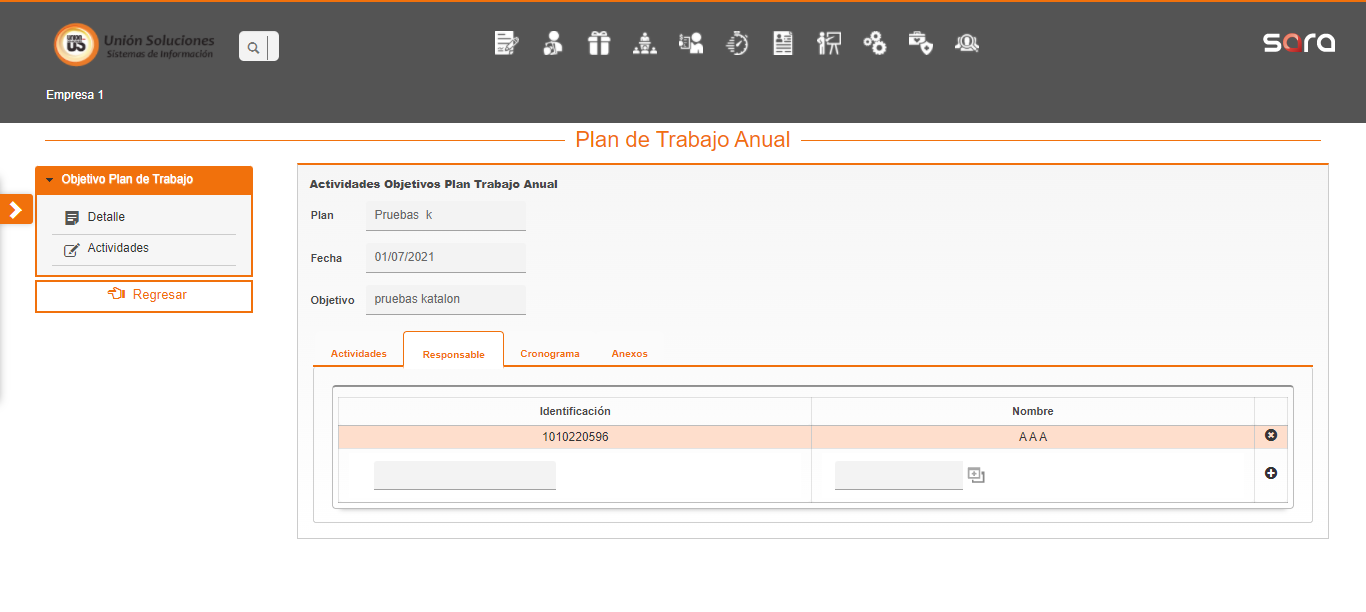 UNION
US
Unión Soluciones
Sistemas de Información
sara
Empresa 1
Plan de Trabajo Anual
Objetivo Plan de Trabajo
Detalle
Actividades
Regresar
Actividades Objetivos Plan Trabajo Anual
Plan Pruebas k
Fecha 01/07/2021
Objetivo pruebas katalon
Actividades Responsable Cronograma Anexos
Identificación Nombre
1010220596 A A A